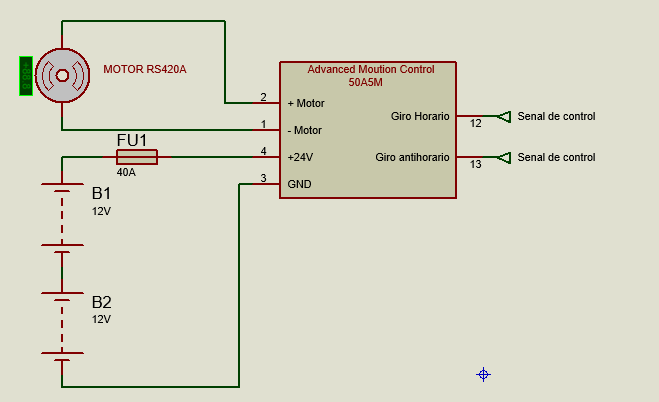 MOTOR RS420A
Advanced Moution Control
50A5M
2
+ Motor
1
- Motor
4
+24V
3
GND
Giro Horario
12
Senal de control
Giro antihorario
13
Senal de control
FU1
40A
B1
12V
B2
12V